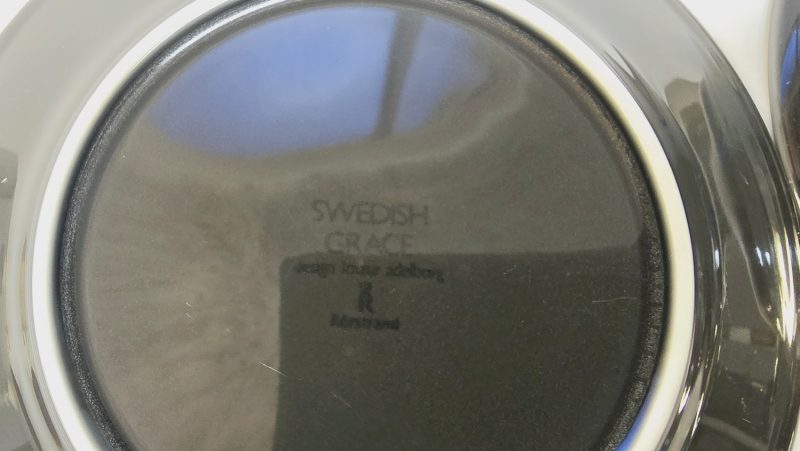 SWEDISH
GRACE
design louise adelborg
R
Rörstrand